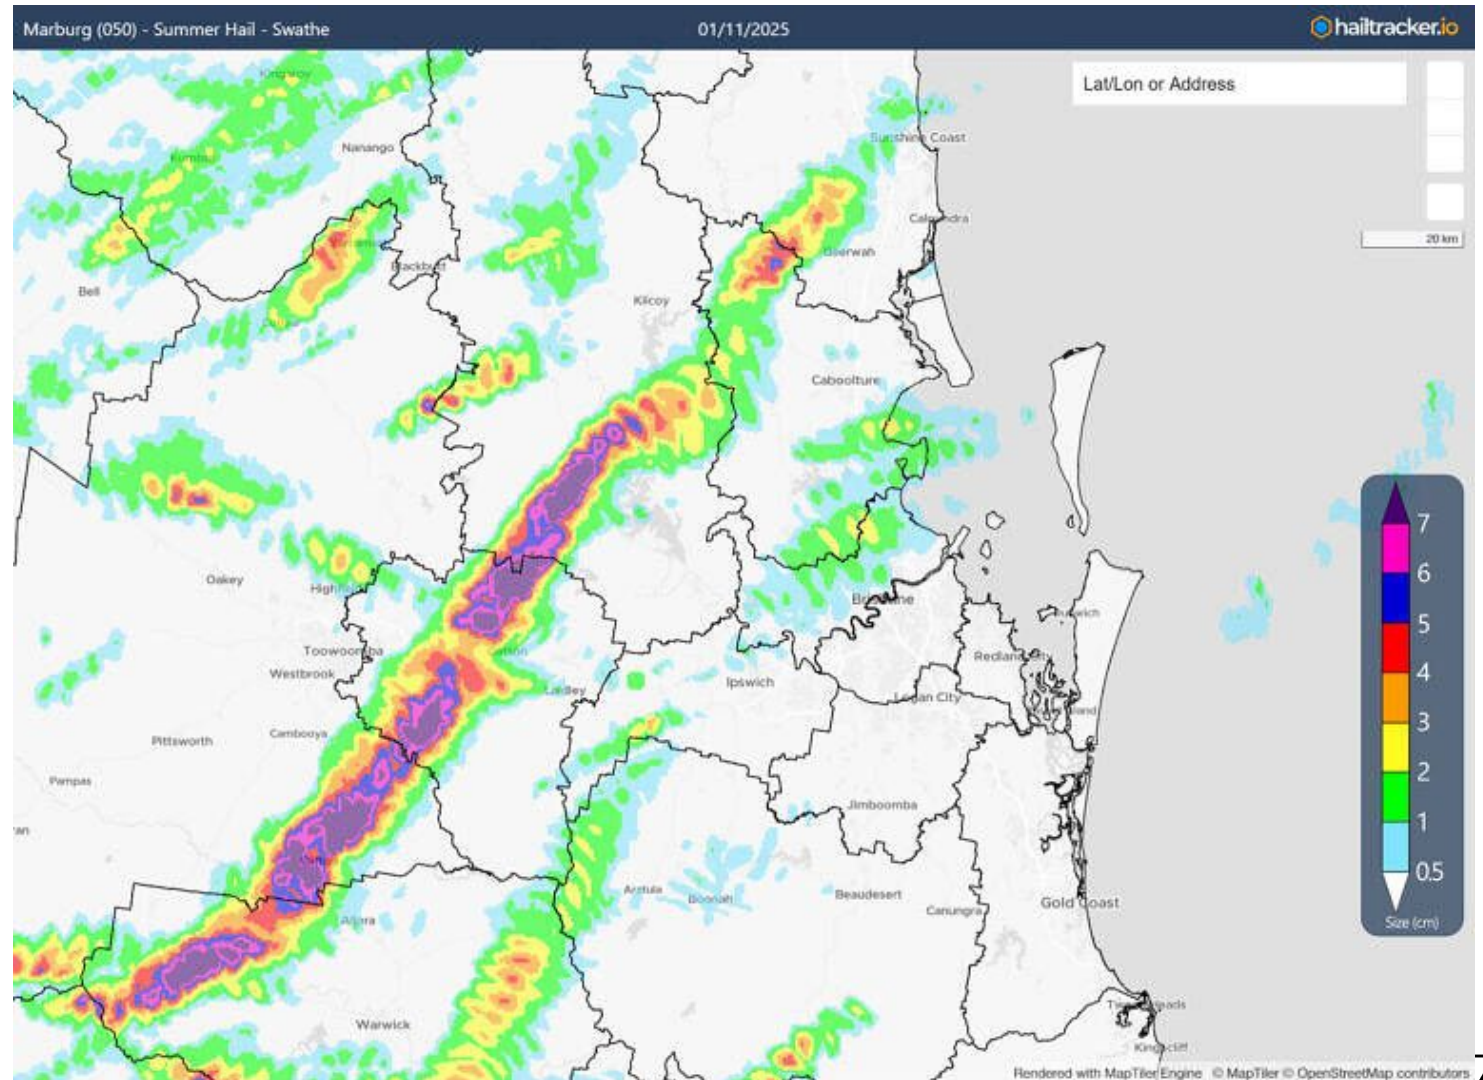 Marburg (050) - Summer Hail - Swathe
01/11/2025
hailtracker.io
Lat/Lon or Address
20 km
Kingaroy
Sunshine Coast
Nanango
Kumbia
Caloundra
Beerwah
Blackbutt
Bell
Kilcoy
Caboolture
Oakey
Brisbane
Toowoomba
Redland City
Westbrook
Ipswich
Laidley
Logan City
Pittsworth
Cambooya
Pampas
Jimboomba
Aratula
Boonah
Beaudesert
Canungra
Gold Coast
Allora
Warwick
Tweed Heads
Kingscliff
7
6
5
4
3
2
1
0.5
Size (cm)
Rendered with MapTiler Engine © MapTiler © OpenStreetMap contributors